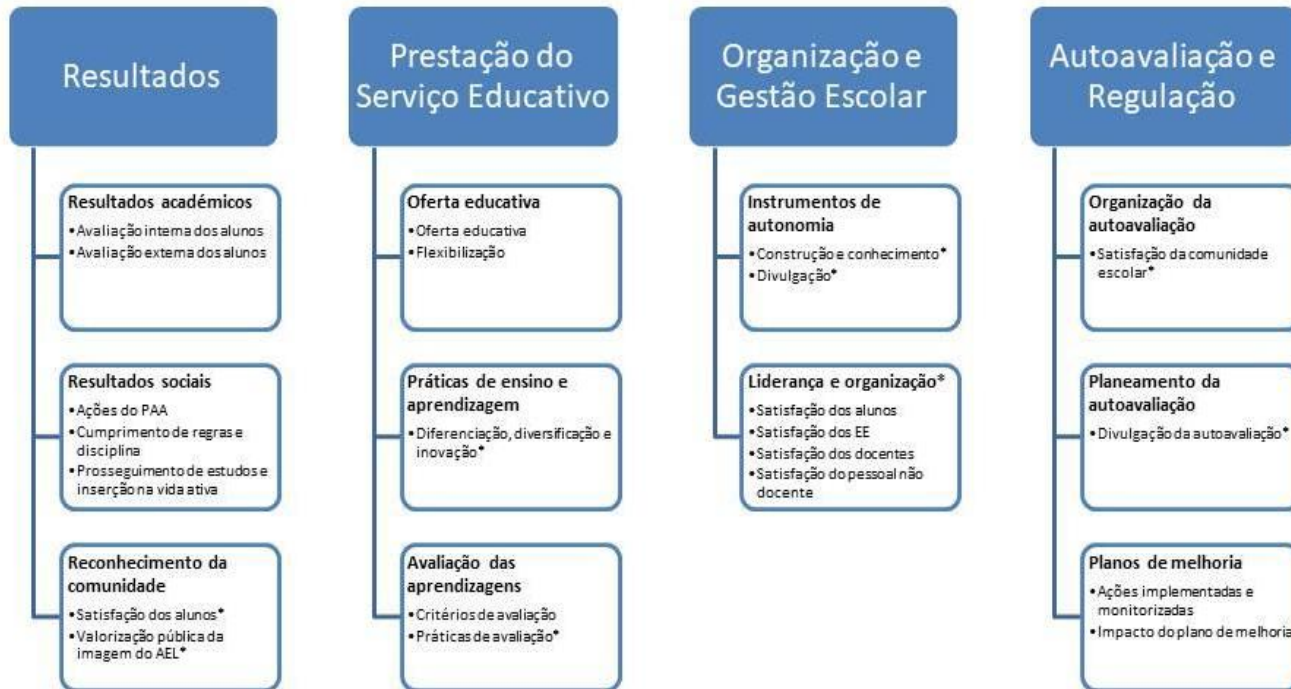 Resultados
Resultados académicos
•Avaliação interna dos alunos
•Avaliação externa dos alunos
Resultados sociais
•Ações do PAA
•Cumprimento de regras e
disciplina
•Prosseguimento de estudos e
inserção na vida ativa
Reconhecimento da
comunidade
•Satisfação dos alunos*
•Valorização pública da
imagem do AEL*
Prestação do
Serviço Educativo
Oferta educativa
•Oferta educativa
•Flexibilização
Práticas de ensino e
aprendizagem
•Diferenciação, diversificação e
inovação*
Avaliação das
aprendizagens
•Critérios de avaliação
•Práticas de avaliação*
Organização e
Gestão Escolar
Instrumentos de
autonomia
•Construção e conhecimento*
•Divulgação*
Liderança e organização*
•Satisfação dos alunos
•Satisfação dos EE
•Satisfação dos docentes
•Satisfação do pessoal não
docente
Autoavaliação e
Regulação
Organização da
autoavaliação
•Satisfação da comunidade
escolar*
Planeamento da
autoavaliação
•Divulgação da autoavaliação*
Planos de melhoria
•Ações implementadas e
monitorizadas
•Impacto do plano de melhoria